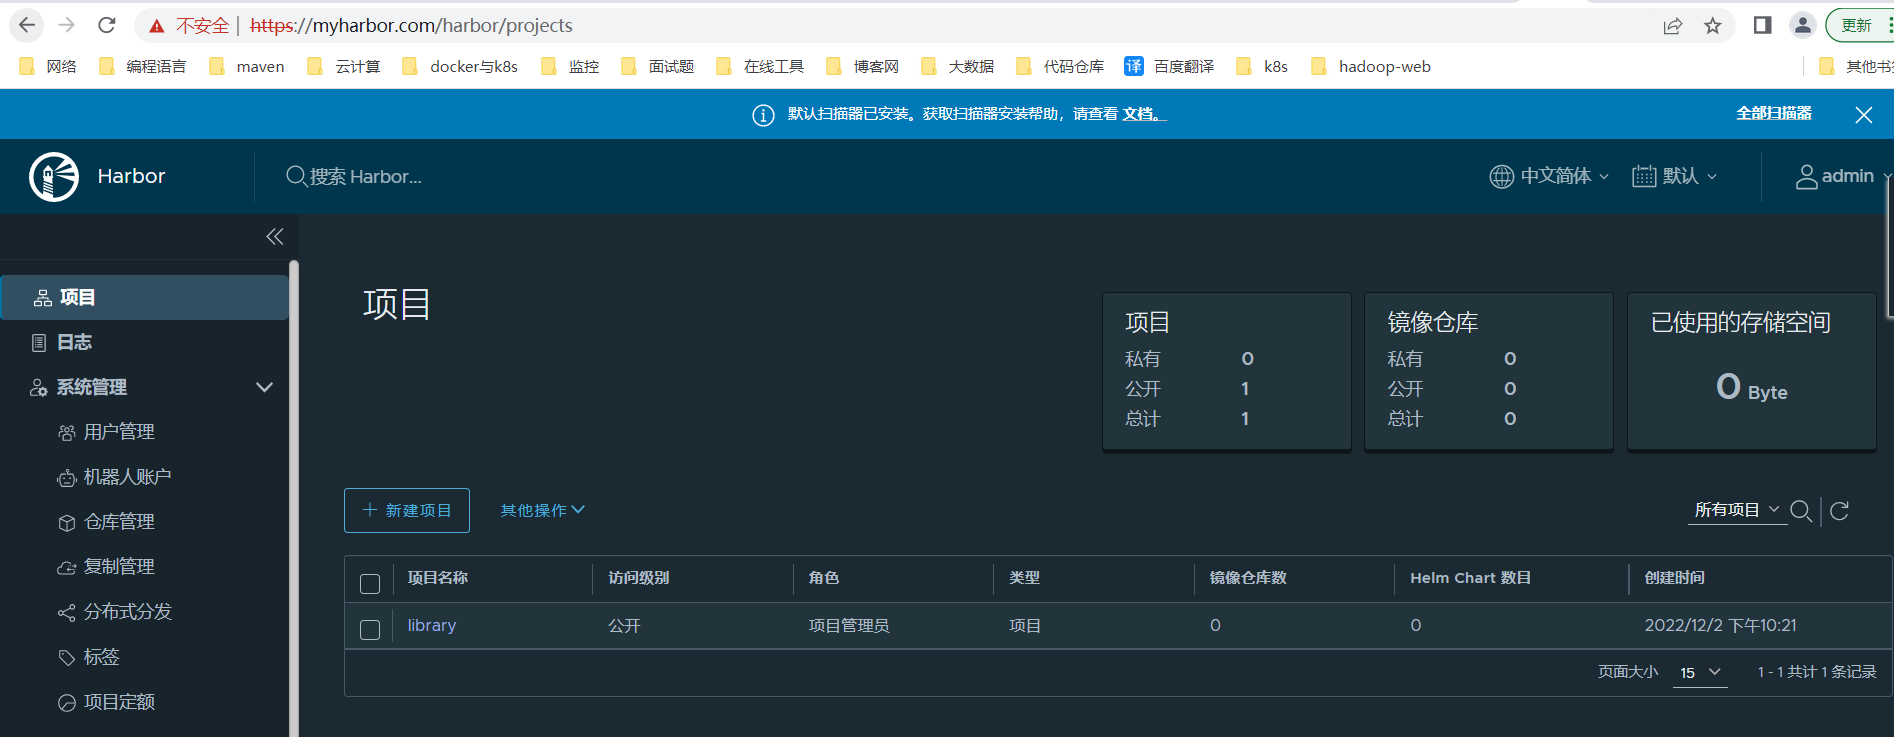 不安全 | https://myharbor.com/harbor/projects
更新
网络 编程语言 maven 云计算 docker与k8s 监控 面试题 在线工具 博客网 大数据 代码仓库 译 百度翻译 k8s hadoop-web
默认扫描器已安装。获取扫描器安装帮助，请查看 文档。 全部扫描器
Harbor 搜索 Harbor... 中文简体 默认 admin
项目
日志
系统管理
用户管理
机器人账户
仓库管理
复制管理
分布式分发
标签
项目定额
项目
项目
私有 0
公开 1
总计 1
镜像仓库
私有 0
公开 0
总计 0
已使用的存储空间
0 Byte
+ 新建项目 其他操作 所有项目
项目名称 访问级别 角色 类型 镜像仓库数 Helm Chart 数目 创建时间
library 公开 项目管理员 项目 0 0 2022/12/2 下午10:21
页面大小 15 1 - 1 共计 1 条记录